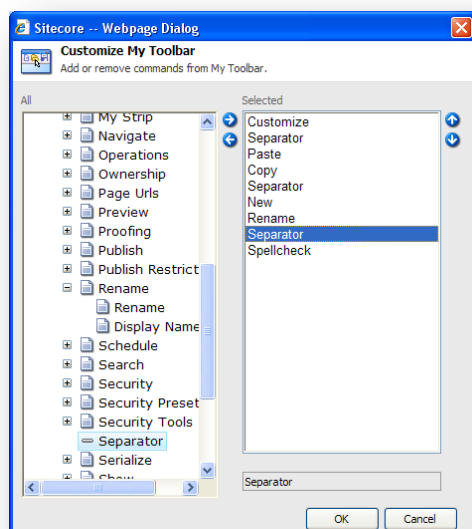 Sitecore -- Webpage Dialog
Customize My Toolbar
Add or remove commands from My Toolbar.
All
My Strip
Navigate
Operations
Ownership
Page Urls
Preview
Proofing
Publish
Publish Restrict
Rename
Rename
Display Name
Schedule
Search
Security
Security Preset
Security Tools
Separator
Serialize
Show
Selected
Customize
Separator
Paste
Copy
Separator
New
Rename
Separator
Spellcheck
Separator
OK
Cancel